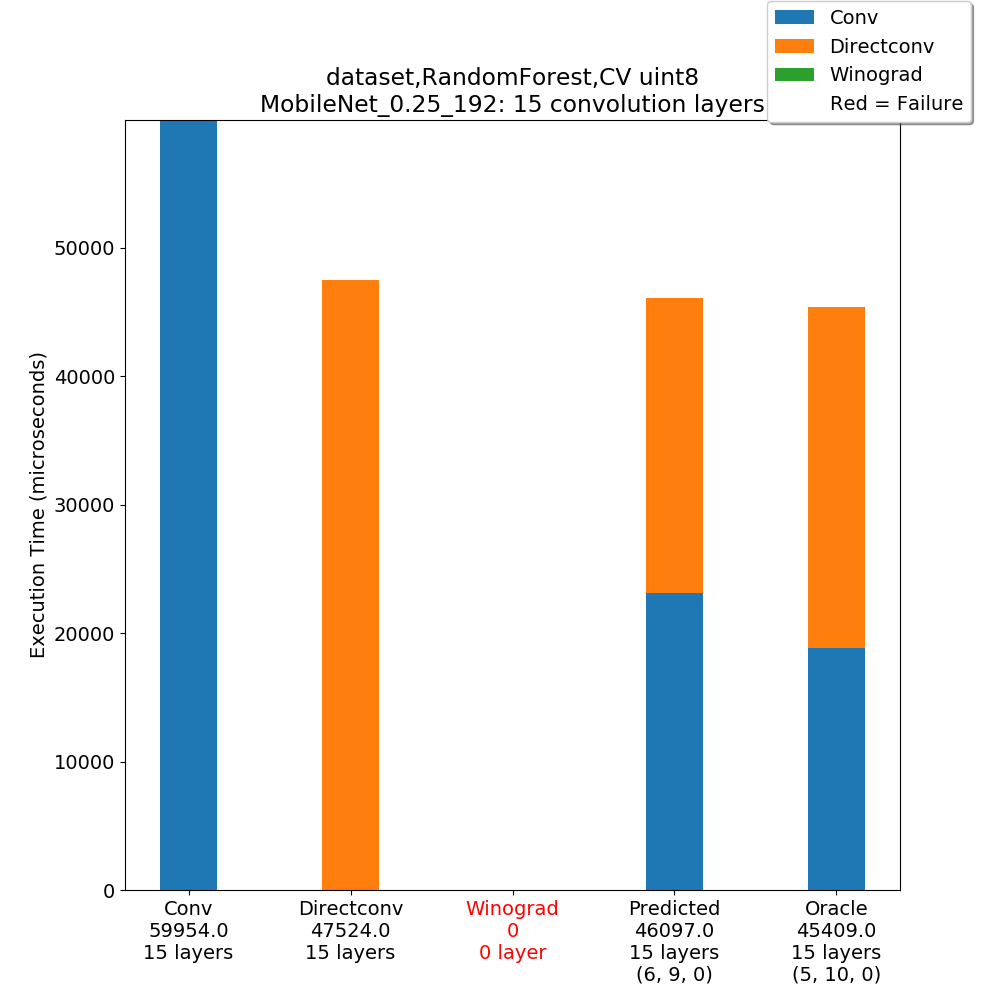 Conv
Directconv
Winograd
Red = Failure
dataset,RandomForest,CV uint8
MobileNet_0.25_192: 15 convolution layers
Execution Time (microseconds)
50000
40000
30000
20000
10000
0
Conv
59954.0
15 layers
Directconv
47524.0
15 layers
Winograd
0
0 layer
Predicted
46097.0
15 layers
(6, 9, 0)
Oracle
45409.0
15 layers
(5, 10, 0)